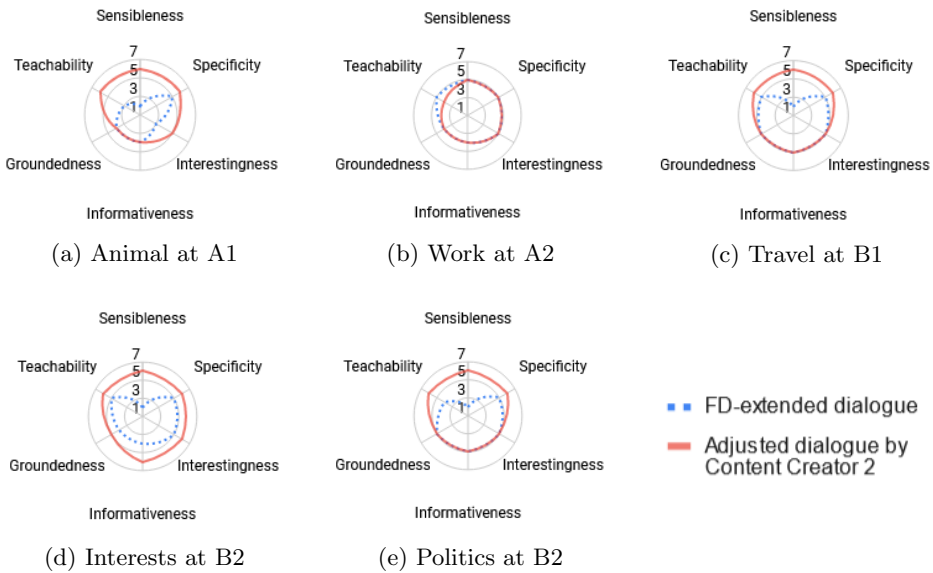 Sensibleness
Sensibleness
Sensibleness
7
5
3
1
Teachability
Specificity
Groundedness
Interestingness
Informativeness
7
5
3
1
Teachability
Specificity
Groundedness
Interestingness
Informativeness
7
5
3
1
Teachability
Specificity
Groundedness
Interestingness
Informativeness
(a) Animal at A1
(b) Work at A2
(c) Travel at B1
Sensibleness
7
5
3
1
Teachability
Specificity
Groundedness
Interestingness
Informativeness
(d) Interests at B2
Sensibleness
7
5
3
1
Teachability
Specificity
Groundedness
Interestingness
Informativeness
(e) Politics at B2
FD-extended dialogue
Adjusted dialogue by
Content Creator 2